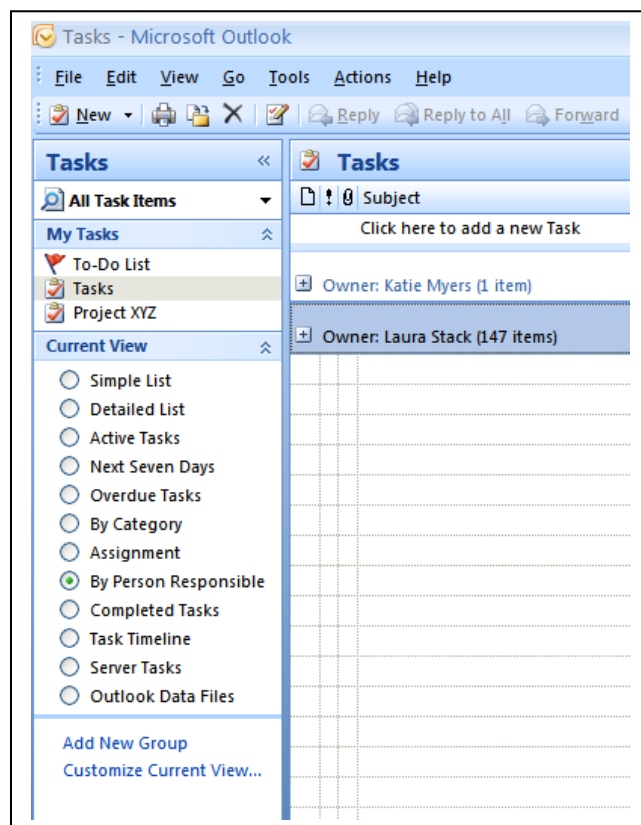 Tasks - Microsoft Outlook
File Edit View Go Tools Actions Help
New Reply Reply to All Forward
Tasks «
All Task Items
My Tasks
To-Do List
Tasks
Project XYZ
Current View
Simple List
Detailed List
Active Tasks
Next Seven Days
Overdue Tasks
By Category
Assignment
By Person Responsible
Completed Tasks
Task Timeline
Server Tasks
Outlook Data Files
Add New Group
Customize Current View...
Tasks
! Subject
Click here to add a new Task
Owner: Katie Myers (1 item)
Owner: Laura Stack (147 items)